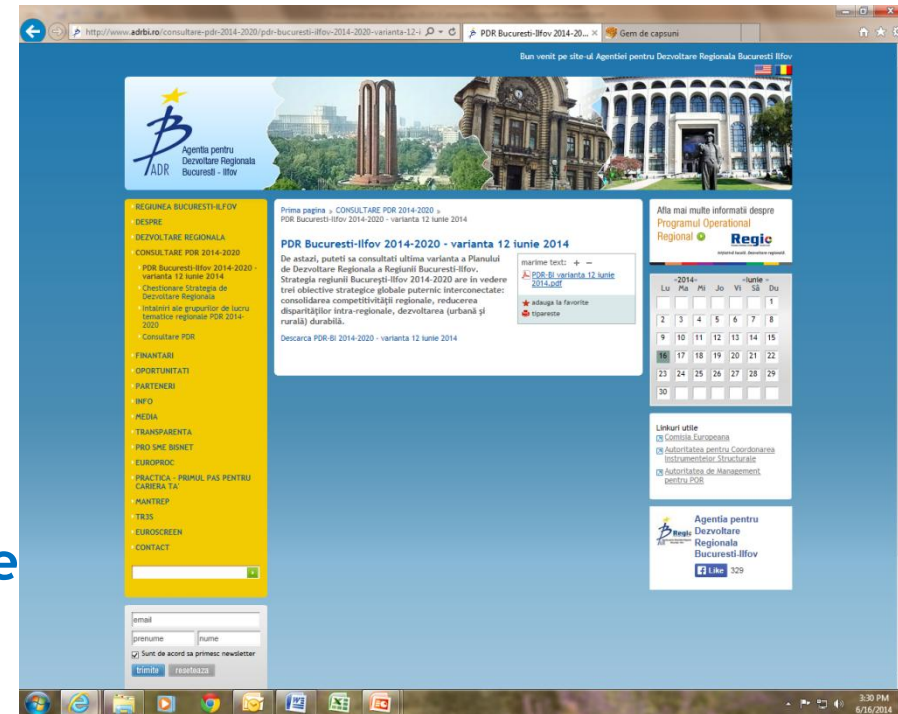 http://www.adrbi.ro/consultare-pdr-2014-2020/pdr-bucuresti-ilfov-2014-2020-varianta-12-i
PDR Bucuresti-Ilfov 2014-20...
Gem de capsuni
Bun venit pe site-ul Agentiei pentru Dezvoltare Regionala Bucuresti Ilfov
ADR
Agentia pentru
Dezvoltare Regionala
Bucuresti - Ilfov
REGIUNEA BUCURESTI-ILFOV
DESPRE
DEZVOLTARE REGIONALA
CONSULTARE PDR 2014-2020
PDR Bucuresti-Ilfov 2014-2020 -
varianta 12 iunie 2014
Chestionare Strategia de
Dezvoltare Regionala
Intalniri ale grupurilor de lucru
tematice regionale PDR 2014-
2020
Consultare PDR
FINANTARI
OPORTUNITATI
PARTENERI
INFO
MEDIA
TRANSPARENTA
PRO SME BISNET
EUROPROC
PRACTICA - PRIMUL PAS PENTRU
CARIERA TA'
MANTREP
TR3S
EUROSCREEN
CONTACT
e
email
prenume
nume
Sunt de acord sa primesc newsletter
trimite
reseteaza
Prima pagina » CONSULTARE PDR 2014-2020 »
PDR Bucuresti-Ilfov 2014-2020 - varianta 12 iunie 2014
PDR Bucuresti-Ilfov 2014-2020 - varianta 12 iunie 2014
De astazi, puteti sa consultati ultima varianta a Planului
de Dezvoltare Regionala a Regiunii Bucuresti-Ilfov.
Strategia regiunii Bucureşti-Ilfov 2014-2020 are in vedere
trei obiective strategice globale puternic interconectate:
consolidarea competitivităţii regionale, reducerea
disparităţilor intra-regionale, dezvoltarea (urbană şi
rurală) durabilă.
Descarca PDR-BI 2014-2020 - varianta 12 iunie 2014
marime text: + −
PDR-BI varianta 12 iunie
2014.pdf
adauga la favorite
tipareste
Afla mai multe informatii despre
Programul Operational
Regional
Regio
«2014» «Iunie»
Lu Ma Mi Jo Vi Sâ Du
1
2 3 4 5 6 7 8
9 10 11 12 13 14 15
16 17 18 19 20 21 22
23 24 25 26 27 28 29
30
Linkuri utile
Comisia Europeana
Autoritatea pentru Coordonarea
Instrumentelor Structurale
Autoritatea de Management
pentru POR
Agentia pentru
Dezvoltare
Regionala
Bucuresti-Ilfov
Like 329
3:30 PM
6/16/2014